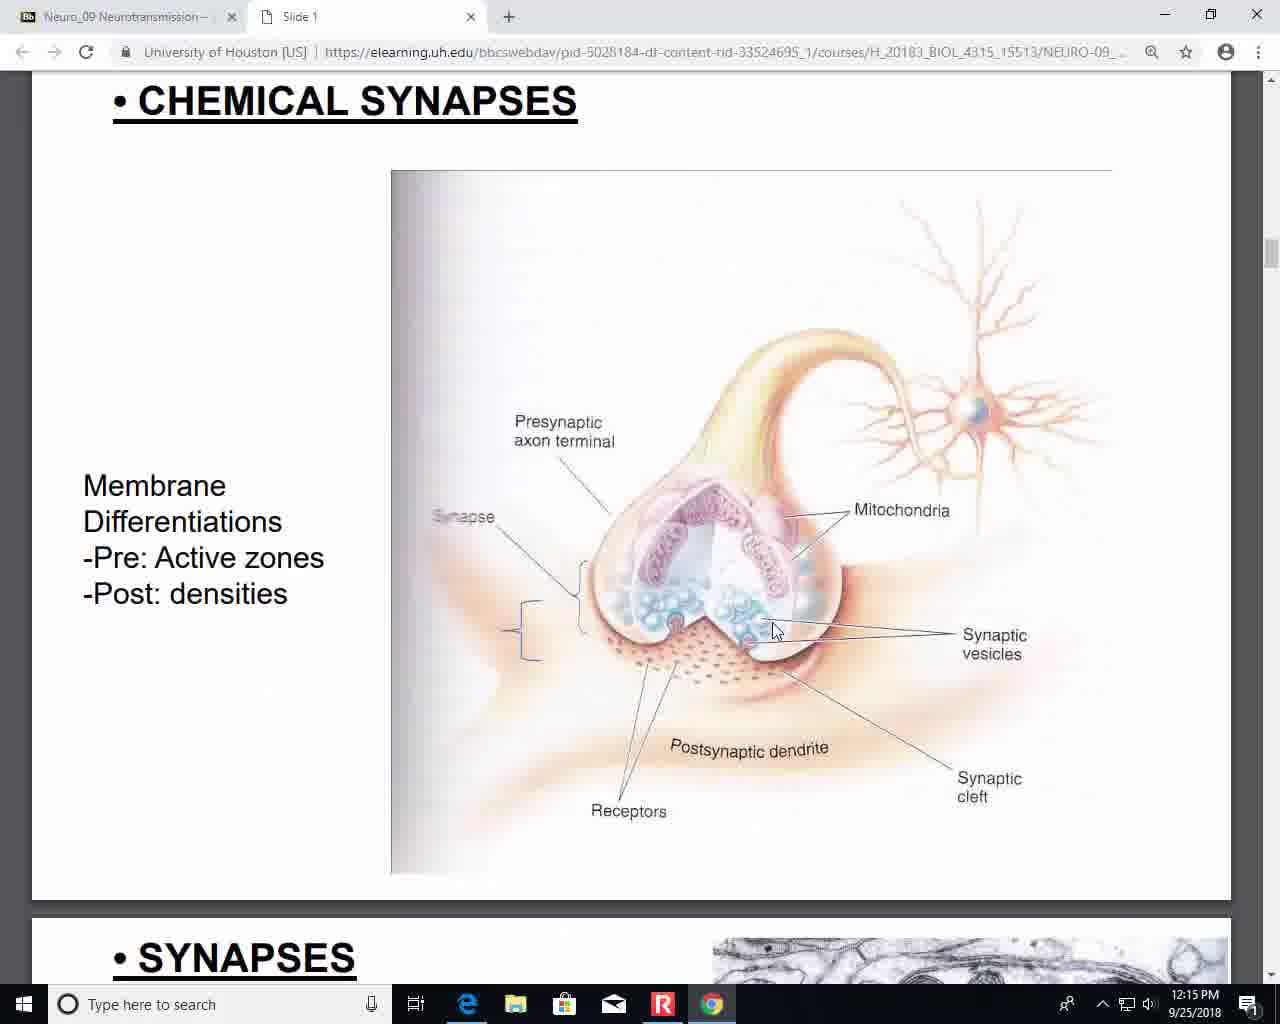 Neuro_09 Neurotransmission –
Slide 1
University of Houston [US]
https://elearning.uh.edu/bbcswebdav/pid-5028184-dt-content-rid-33524695_1/courses/H_20183_BIOL_4315_15513/NEURO-09_...
• CHEMICAL SYNAPSES
Presynaptic
axon terminal
Membrane
Differentiations
-Pre: Active zones
-Post: densities
Synapse
Mitochondria
Synaptic
vesicles
Postsynaptic dendrite
Synaptic
cleft
Receptors
• SYNAPSES
Type here to search
12:15 PM
9/25/2018
1